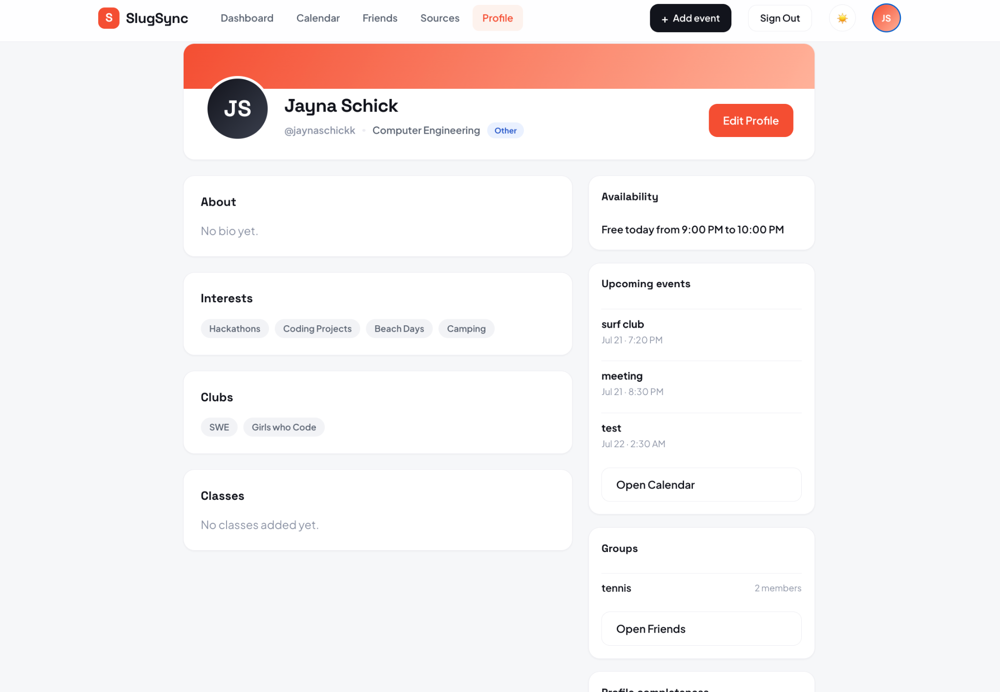 S SlugSync Dashboard Calendar Friends Sources Profile + Add event Sign Out JS
JS
Jayna Schick
@jaynaschickk • Computer Engineering Other
Edit Profile
About
No bio yet.
Interests
Hackathons Coding Projects Beach Days Camping
Clubs
SWE Girls who Code
Classes
No classes added yet.
Availability
Free today from 9:00 PM to 10:00 PM
Upcoming events
surf club
Jul 21 · 7:20 PM
meeting
Jul 21 · 8:30 PM
test
Jul 22 · 2:30 AM
Open Calendar
Groups
tennis 2 members
Open Friends
Profile completeness